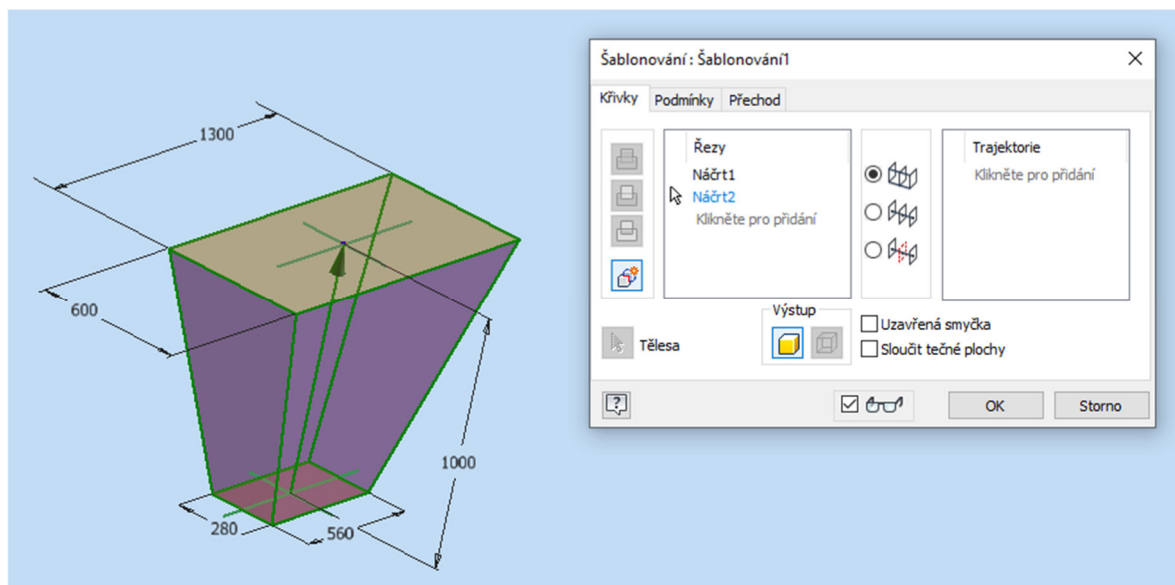 1300
600
1000
280
560
Šablonování : Šablonování1
Křivky Podmínky Přechod
Řezy
Náčrt1
Náčrt2
Klikněte pro přidání
Trajektorie
Klikněte pro přidání
Výstup
Tělesa
Uzavřená smyčka
Sloučit tečné plochy
OK
Storno